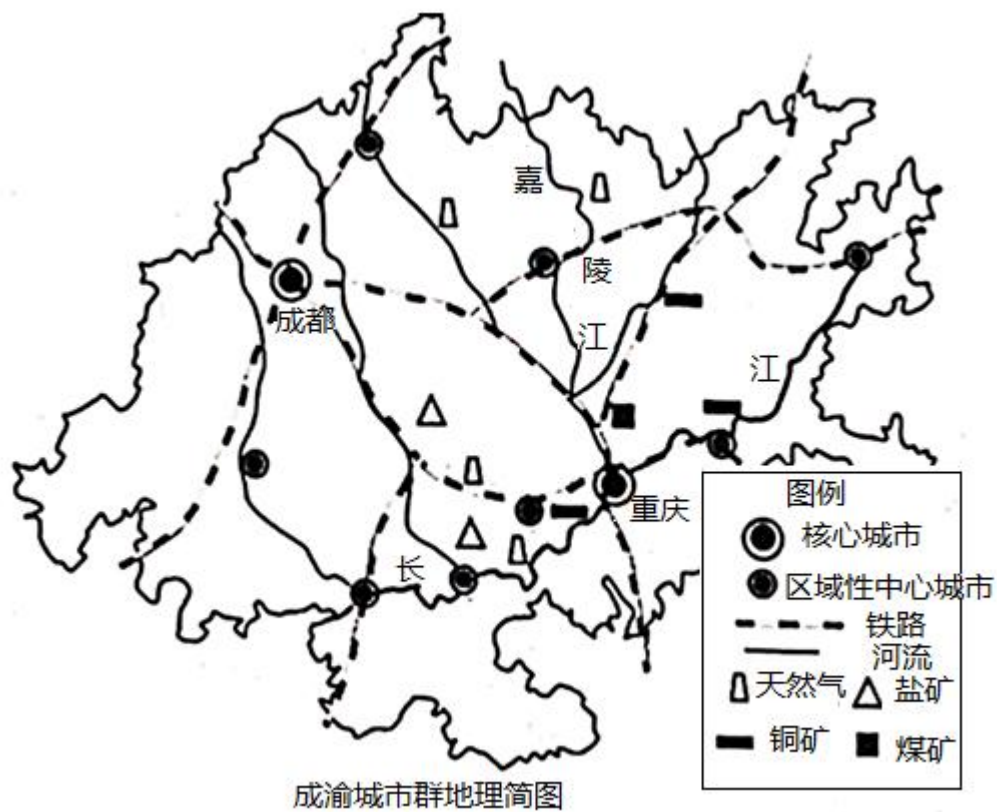 嘉
陵
江
江
成都
重庆
长
图例
核心城市
区域性中心城市
铁路
河流
天然气
盐矿
铜矿
煤矿
成渝城市群地理简图